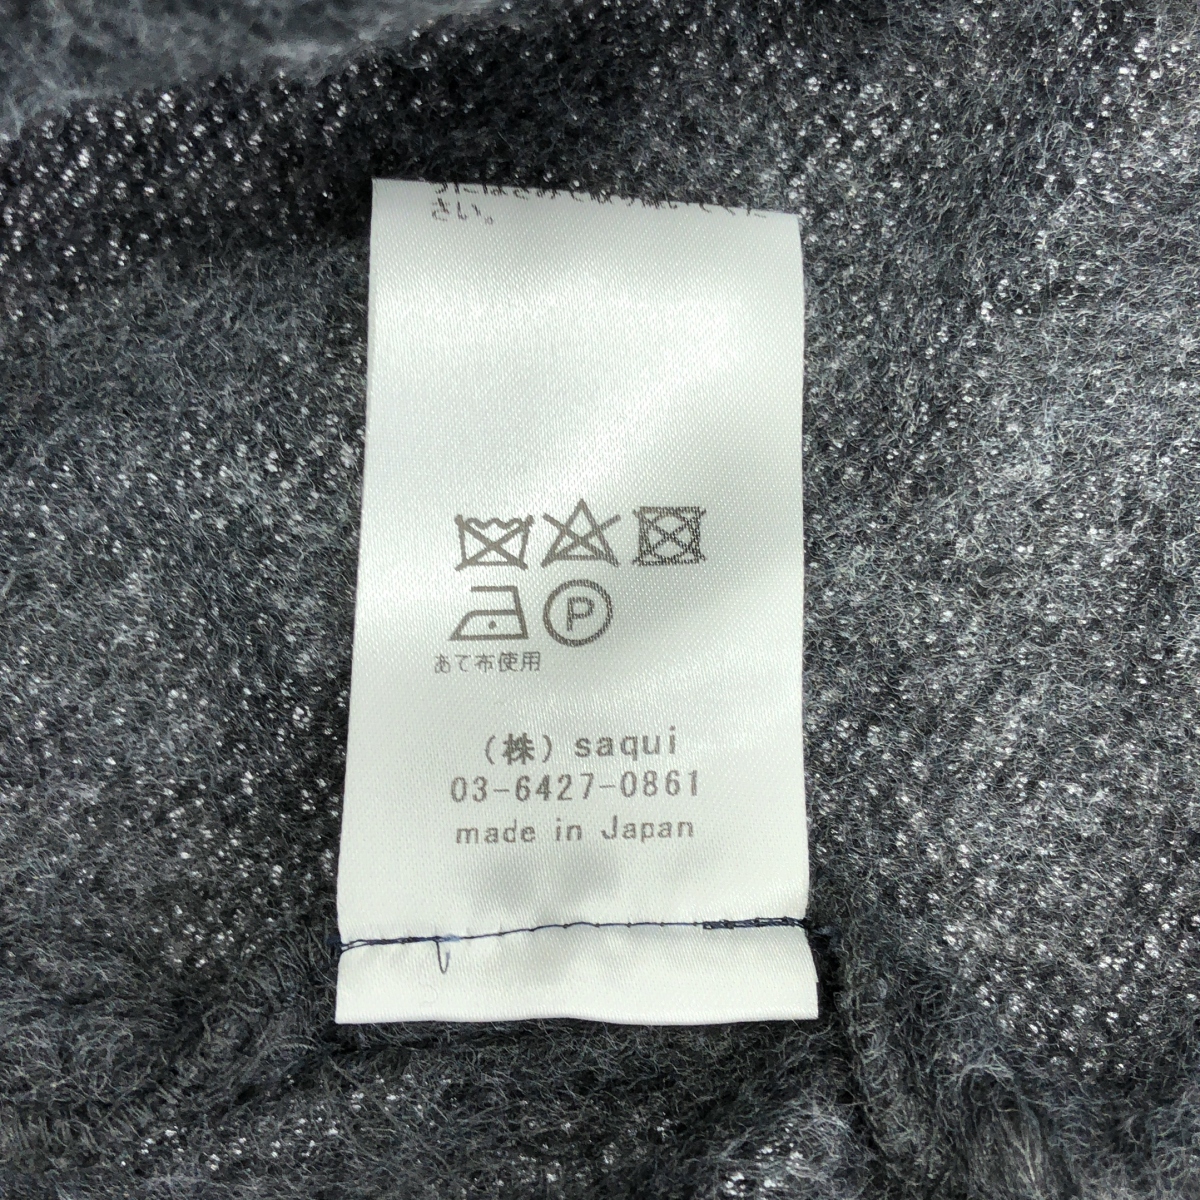 さい。
P
あて布使用
(株) saqui
03-6427-0861
made in Japan